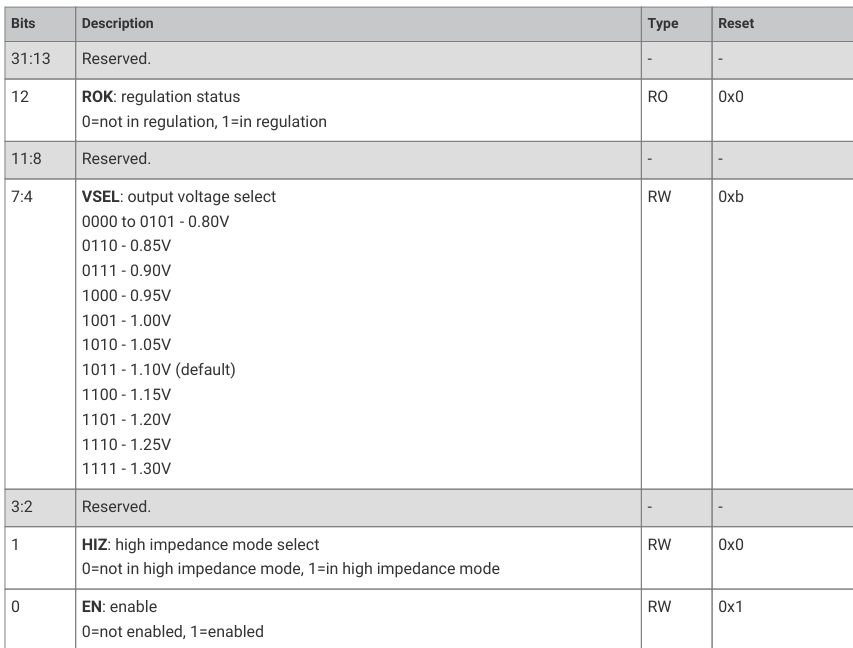 Bits Description Type Reset
31:13 Reserved. - -
12 ROK: regulation status RO 0x0
0=not in regulation, 1=in regulation
11:8 Reserved. - -
7:4 VSEL: output voltage select RW 0xb
0000 to 0101 - 0.80V
0110 - 0.85V
0111 - 0.90V
1000 - 0.95V
1001 - 1.00V
1010 - 1.05V
1011 - 1.10V (default)
1100 - 1.15V
1101 - 1.20V
1110 - 1.25V
1111 - 1.30V
3:2 Reserved. - -
1 HIZ: high impedance mode select RW 0x0
0=not in high impedance mode, 1=in high impedance mode
0 EN: enable RW 0x1
0=not enabled, 1=enabled